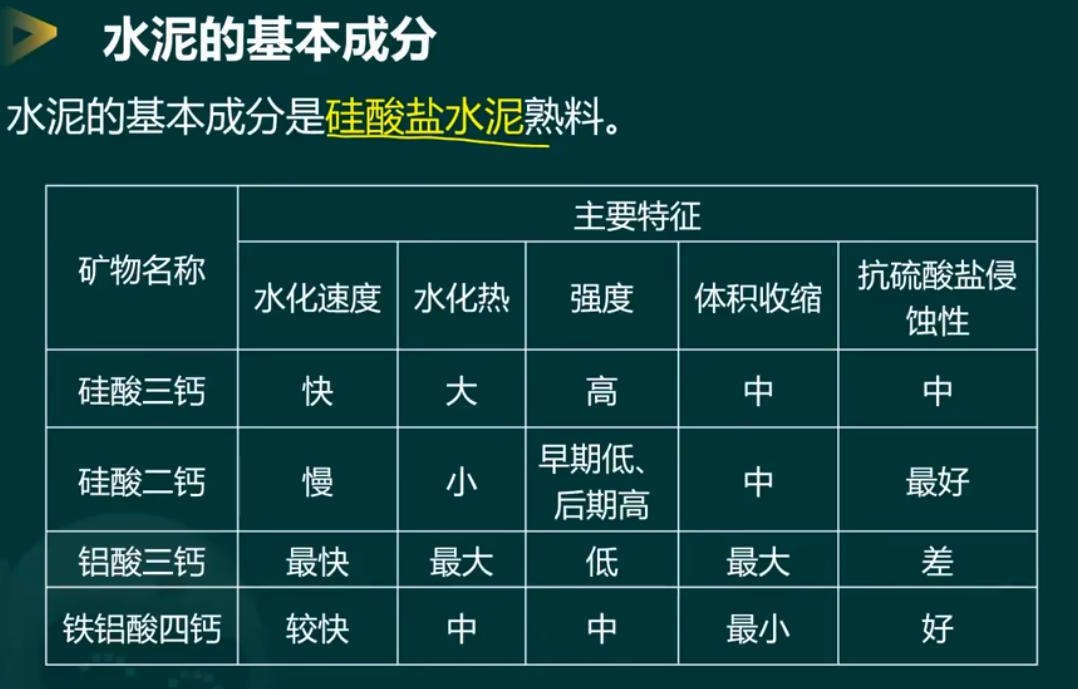 水泥的基本成分
水泥的基本成分是硅酸盐水泥熟料。
矿物名称 主要特征
水化速度 水化热 强度 体积收缩 抗硫酸盐侵蚀性
硅酸三钙 快 大 高 中 中
硅酸二钙 慢 小 早期低、后期高 中 最好
铝酸三钙 最快 最大 低 最大 差
铁铝酸四钙 较快 中 中 最小 好